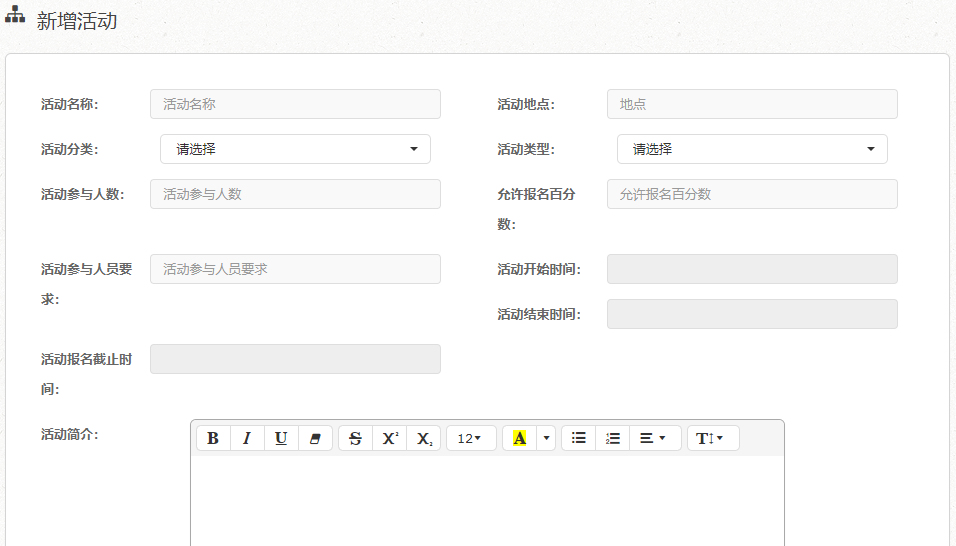 新增活动
活动名称: 活动名称 活动地点: 地点
活动分类: 请选择 活动类型: 请选择
活动参与人数: 活动参与人数 允许报名百分
数: 允许报名百分数
活动参与人员要
求: 活动参与人员要求 活动开始时间:
活动结束时间:
活动报名截止时
间:
活动简介: B I U S X² X₂ 12 A T